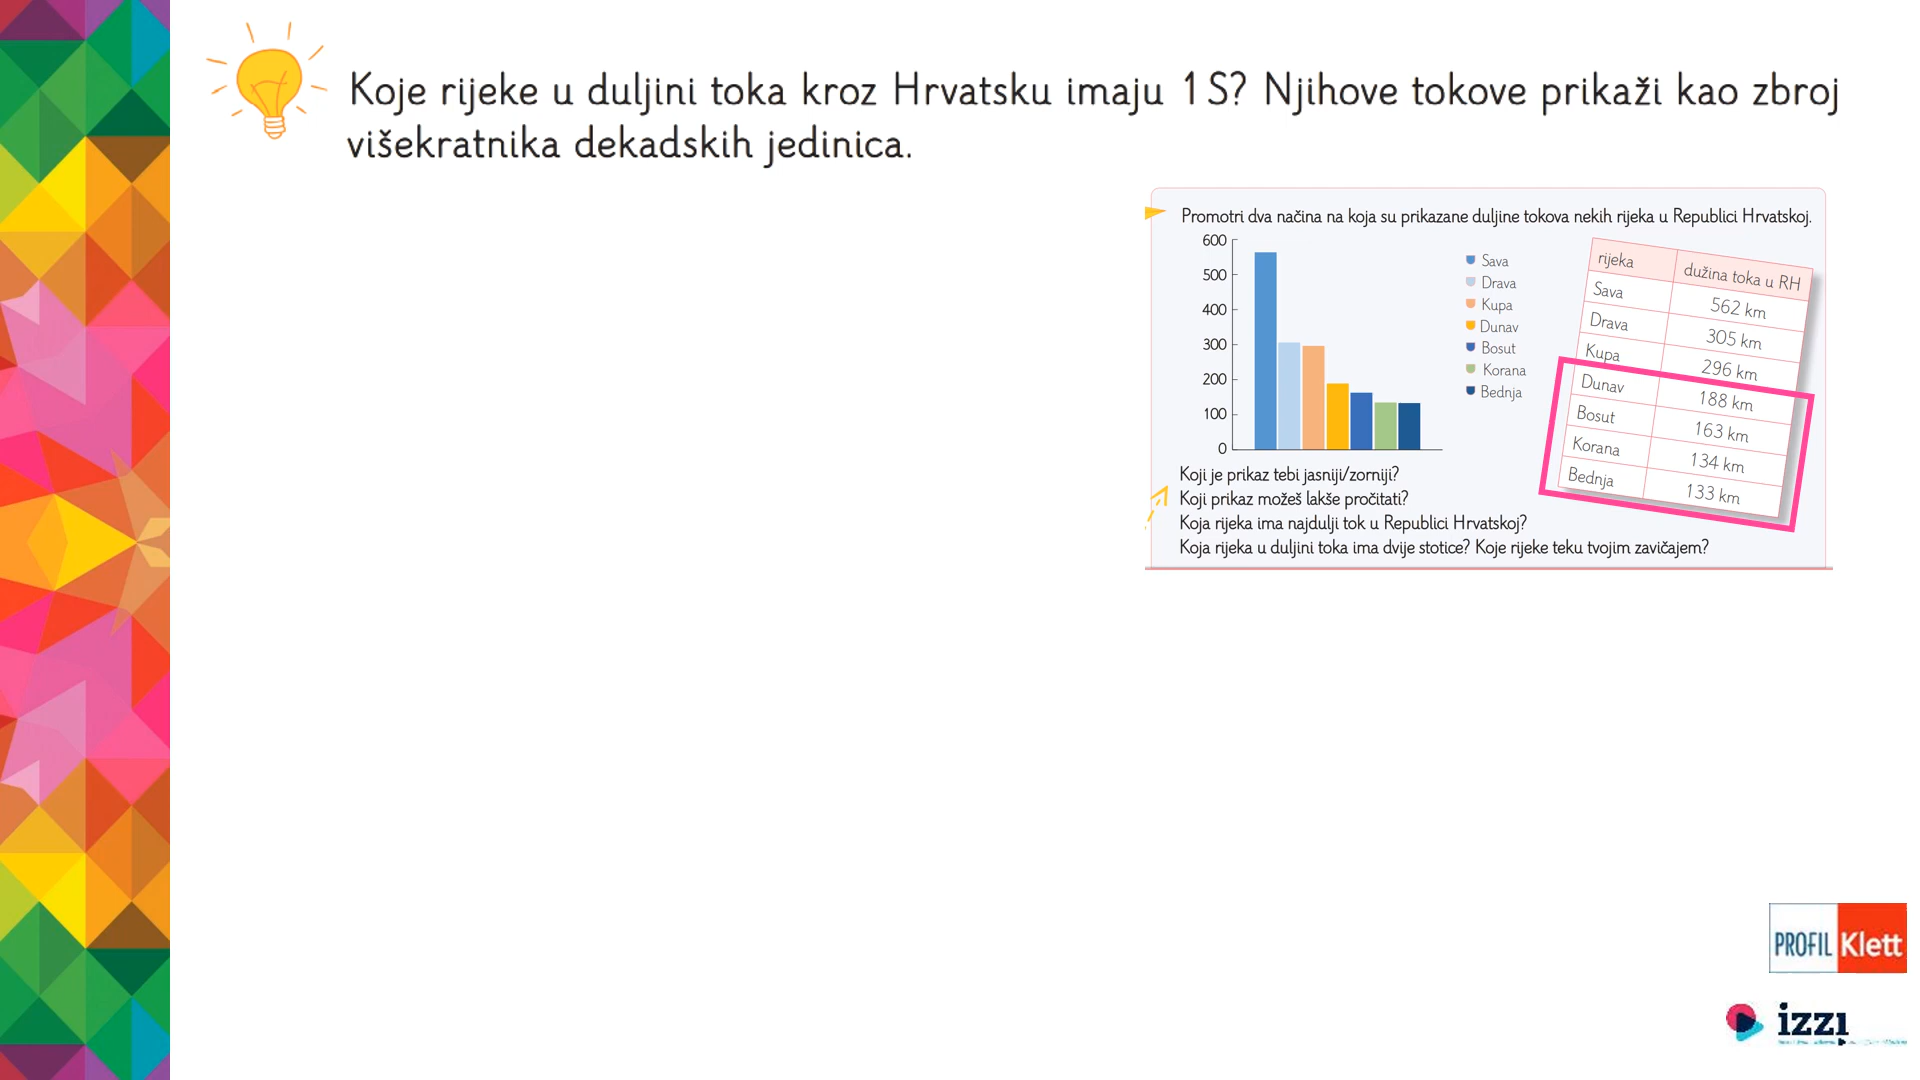 Koje rijeke u duljini toka kroz Hrvatsku imaju 1 S? Njihove tokove prikaži kao zbroj
višekratnika dekadskih jedinica.
Promotri dva načina na koja su prikazane duljine tokova nekih rijeka u Republici Hrvatskoj.
600
500
400
300
200
100
0
Sava
Drava
Kupa
Dunav
Bosut
Korana
Bednja
rijeka dužina toka u RH
Sava 562 km
Drava 305 km
Kupa 296 km
Dunav 188 km
Bosut 163 km
Korana 134 km
Bednja 133 km
Koji je prikaz tebi jasniji/zorniji?
Koji prikaz možeš lakše pročitati?
Koja rijeka ima najdulji tok u Republici Hrvatskoj?
Koja rijeka u duljini toka ima dvije stotice? Koje rijeke teku tvojim zavičajem?
PROFIL Klett
izzi